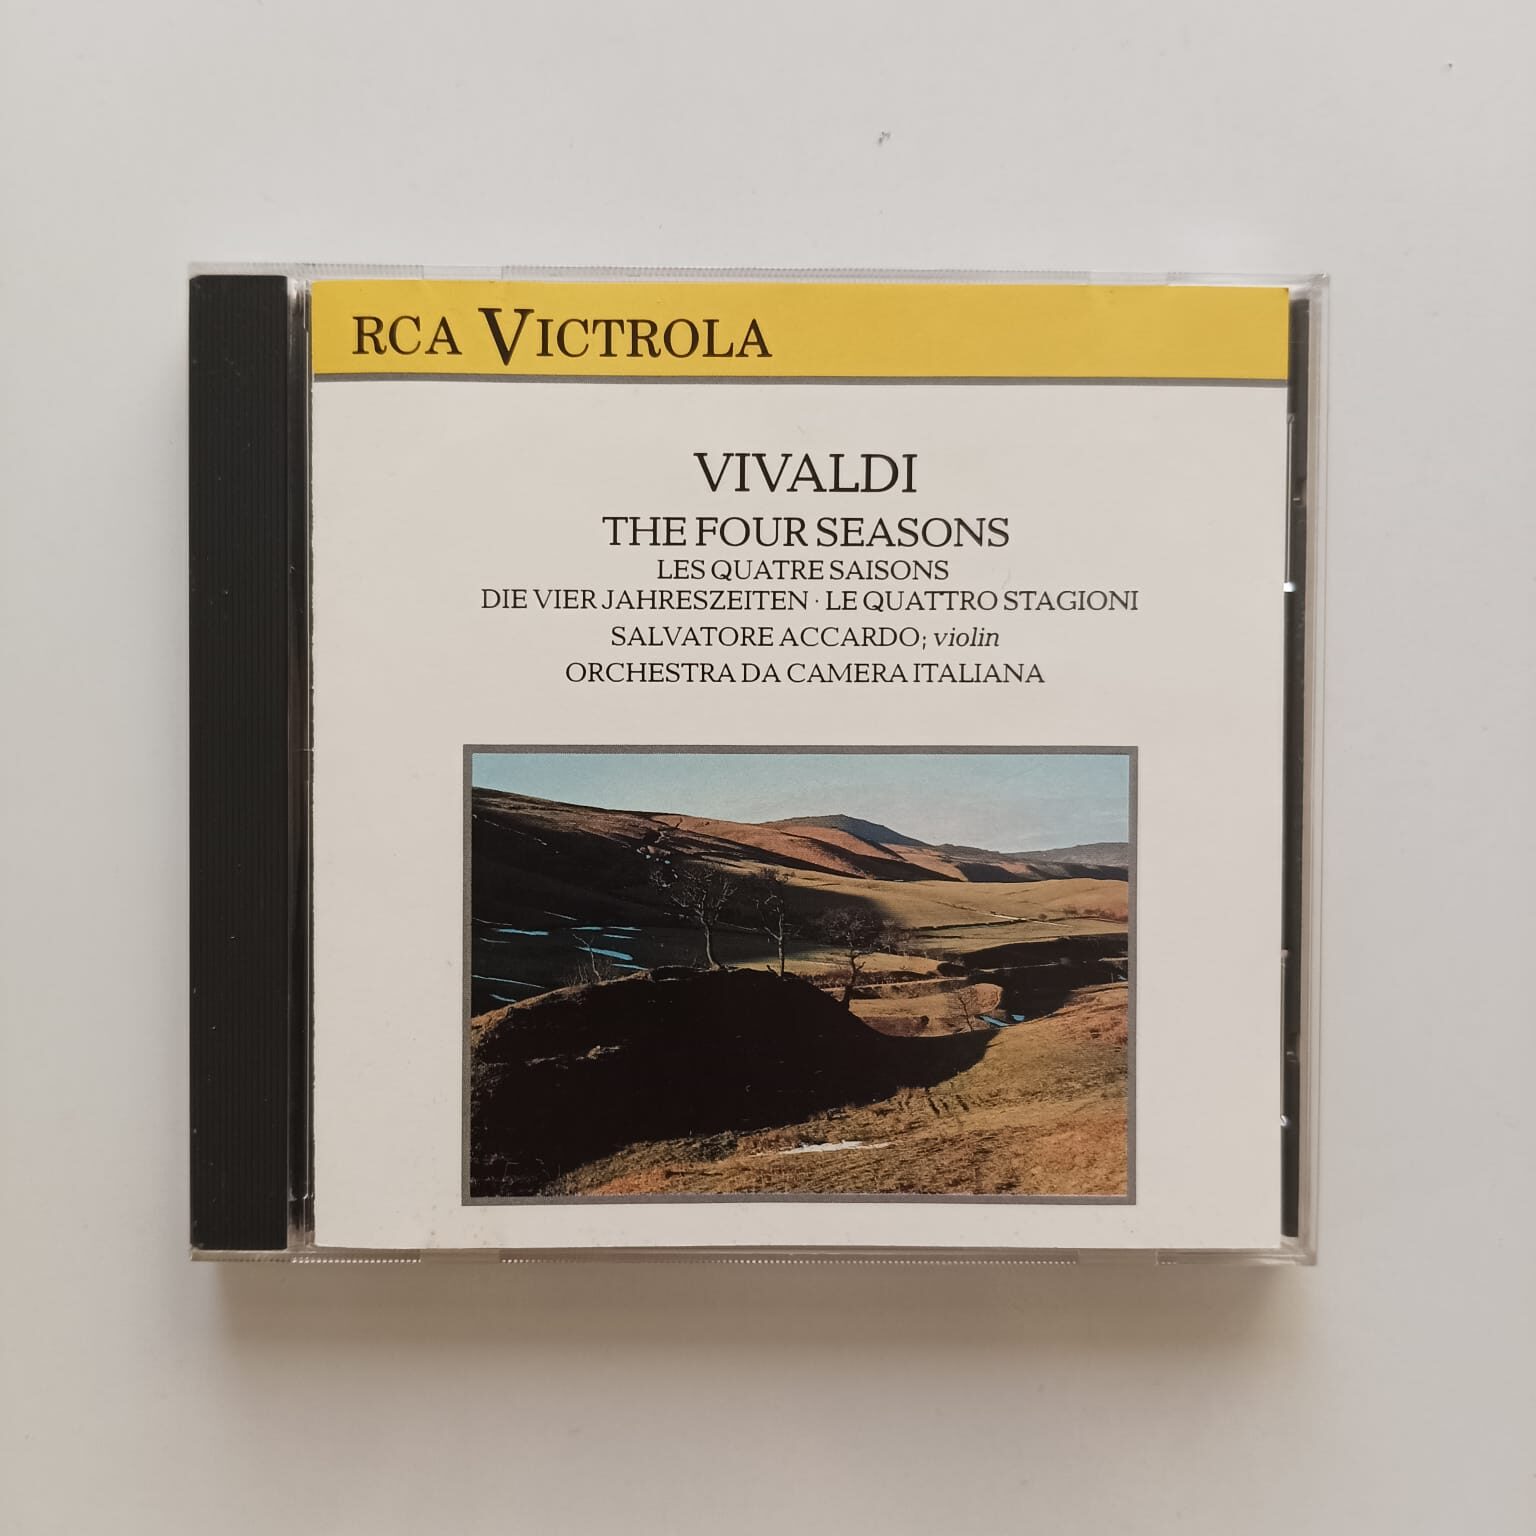 RCA VICTROLA
VIVALDI
THE FOUR SEASONS
LES QUATRE SAISONS
DIE VIER JAHRESZEITEN · LE QUATTRO STAGIONI
SALVATORE ACCARDO; violin
ORCHESTRA DA CAMERA ITALIANA